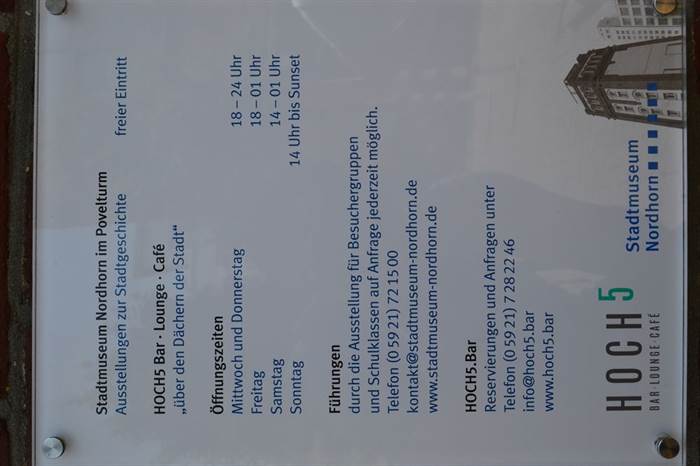 Stadtmuseum Nordhorn im Povelturm
Ausstellungen zur Stadtgeschichte freier Eintritt
HOCH5 Bar · Lounge · Café
„über den Dächern der Stadt“
Öffnungszeiten
Mittwoch und Donnerstag 18 – 24 Uhr
Freitag 18 – 01 Uhr
Samstag 14 – 01 Uhr
Sonntag 14 Uhr bis Sunset
Führungen
durch die Ausstellung für Besuchergruppen
und Schulklassen auf Anfrage jederzeit möglich.
Telefon (0 59 21) 72 15 00
kontakt@stadtmuseum-nordhorn.de
www.stadtmuseum-nordhorn.de
HOCH5.Bar
Reservierungen und Anfragen unter
Telefon (0 59 21) 7 28 22 46
info@hoch5.bar
www.hoch5.bar
HOCH5
BAR·LOUNGE·CAFÉ
Stadtmuseum
Nordhorn